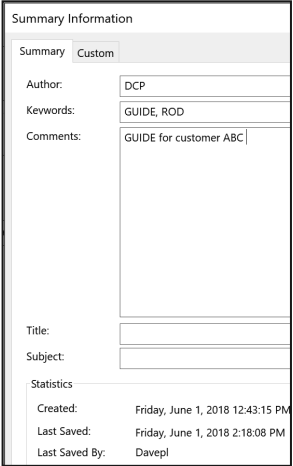 Summary Information
Summary Custom
Author: DCP
Keywords: GUIDE, ROD
Comments: GUIDE for customer ABC
Title:
Subject:
Statistics
Created: Friday, June 1, 2018 12:43:15 PM
Last Saved: Friday, June 1, 2018 2:18:08 PM
Last Saved By: Davepl